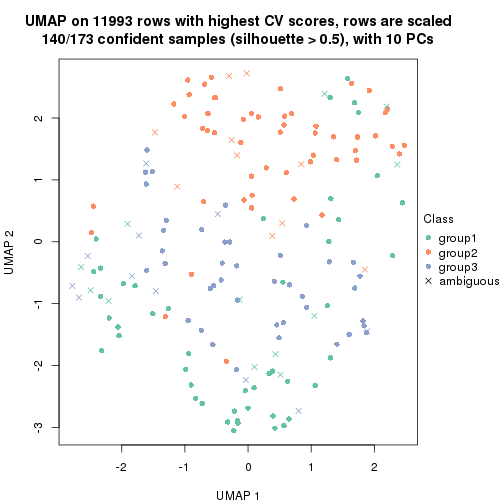 UMAP on 11993 rows with highest CV scores, rows are scaled
140/173 confident samples (silhouette > 0.5), with 10 PCs
2
1
0
-1
-2
-3
UMAP 2
-2
-1
0
1
2
UMAP 1
Class
group1
group2
group3
ambiguous